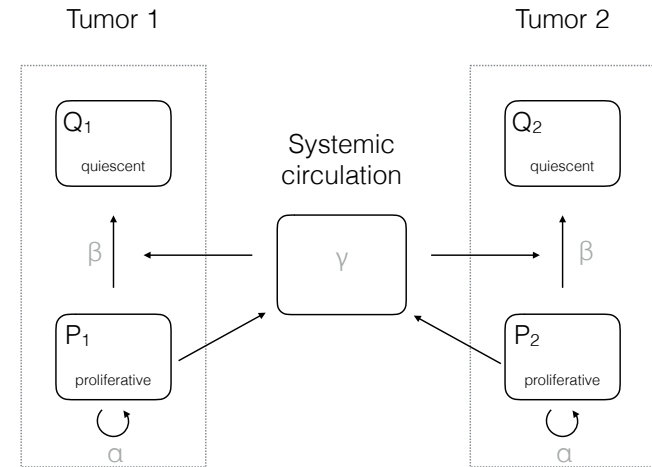 Tumor 1
Tumor 2
Q₁
quiescent
Q₂
quiescent
Systemic
circulation
β
γ
β
P₁
proliferative
P₂
proliferative
α
α